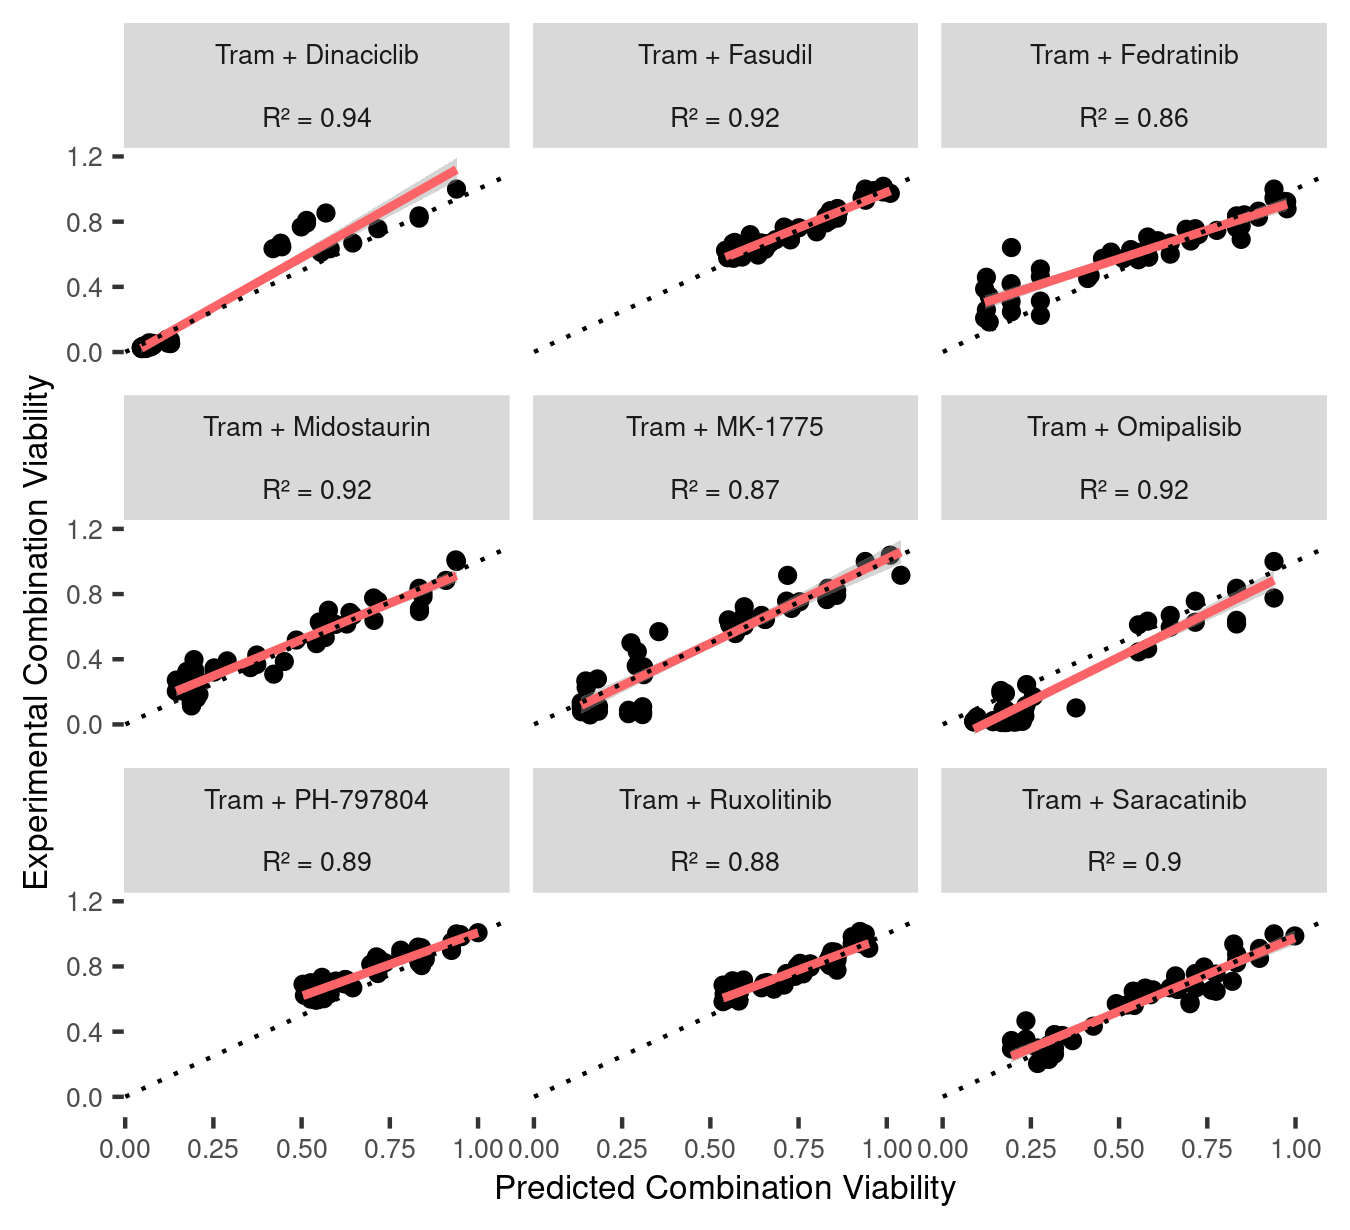 Tram + Dinaciclib
R² = 0.94
Tram + Fasudil
R² = 0.92
Tram + Fedratinib
R² = 0.86
1.2
0.8
0.4
0.0
Tram + Midostaurin
R² = 0.92
Tram + MK-1775
R² = 0.87
Tram + Omipalisib
R² = 0.92
1.2
0.8
0.4
0.0
Tram + PH-797804
R² = 0.89
Tram + Ruxolitinib
R² = 0.88
Tram + Saracatinib
R² = 0.9
1.2
0.8
0.4
0.0
Experimental Combination Viability
0.00 0.25 0.50 0.75 1.00
0.00 0.25 0.50 0.75 1.00
0.00 0.25 0.50 0.75 1.00
Predicted Combination Viability